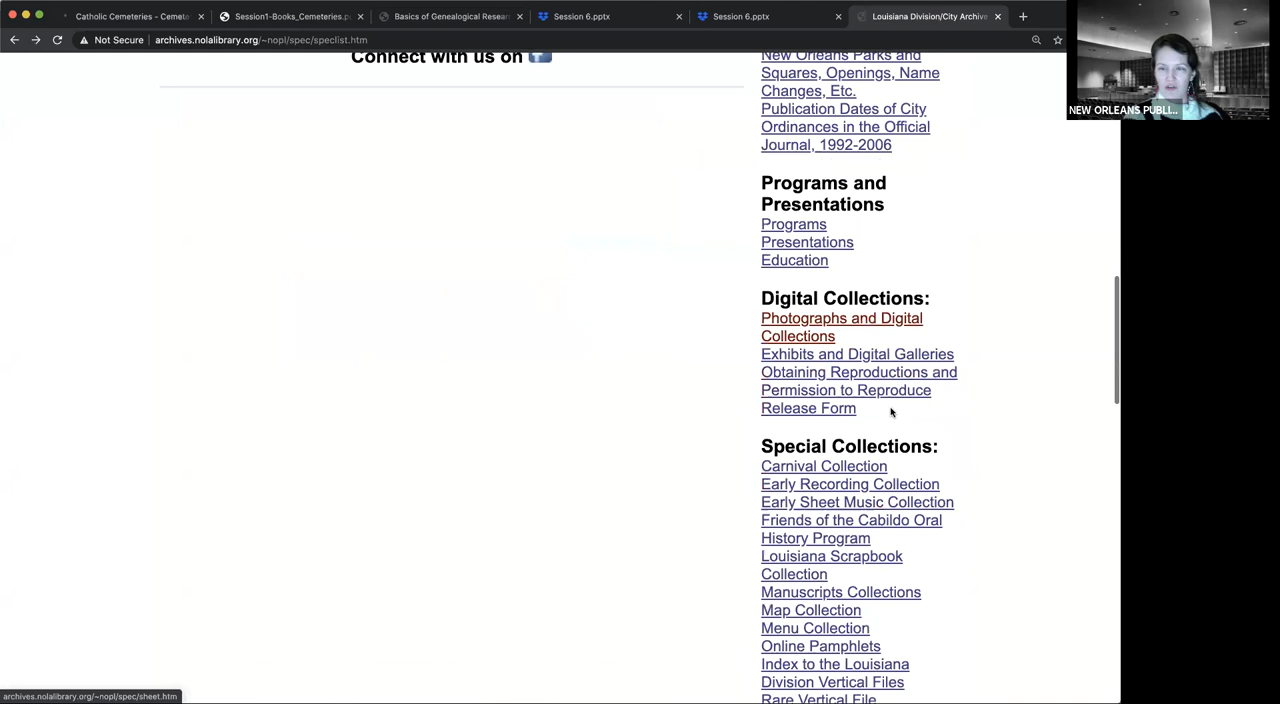 Catholic Cemeteries - Cemete
Session1-Books_Cemeteries.p
Basics of Genealogical Resear
Session 6.pptx
Session 6.pptx
Louisiana Division/City Archive
Not Secure
archives.nolalibrary.org/~nopl/spec/speclist.htm
NEW ORLEANS PUBLI...
Connect with us on
New Orleans Parks and
Squares, Openings, Name
Changes, Etc.
Publication Dates of City
Ordinances in the Official
Journal, 1992-2006
Programs and
Presentations
Programs
Presentations
Education
Digital Collections:
Photographs and Digital
Collections
Exhibits and Digital Galleries
Obtaining Reproductions and
Permission to Reproduce
Release Form
Special Collections:
Carnival Collection
Early Recording Collection
Early Sheet Music Collection
Friends of the Cabildo Oral
History Program
Louisiana Scrapbook
Collection
Manuscripts Collections
Map Collection
Menu Collection
Online Pamphlets
Index to the Louisiana
Division Vertical Files
Rare Vertical File
archives.nolalibrary.org/~nopl/spec/sheet.htm